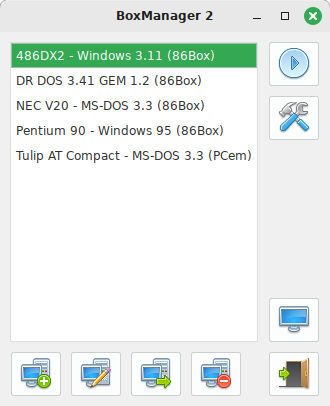 BoxManager 2
486DX2 - Windows 3.11 (86Box)
DR DOS 3.41 GEM 1.2 (86Box)
NEC V20 - MS-DOS 3.3 (86Box)
Pentium 90 - Windows 95 (86Box)
Tulip AT Compact - MS-DOS 3.3 (PCem)